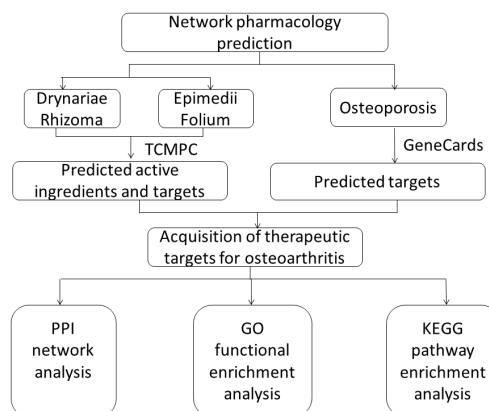 Network pharmacology
prediction
Drynariae
Rhizoma
Epimedii
Folium
Osteoporosis
TCMPC
GeneCards
Predicted active
ingredients and targets
Predicted targets
Acquisition of therapeutic
targets for osteoarthritis
PPI
network
analysis
GO
functional
enrichment
analysis
KEGG
pathway
enrichment
analysis